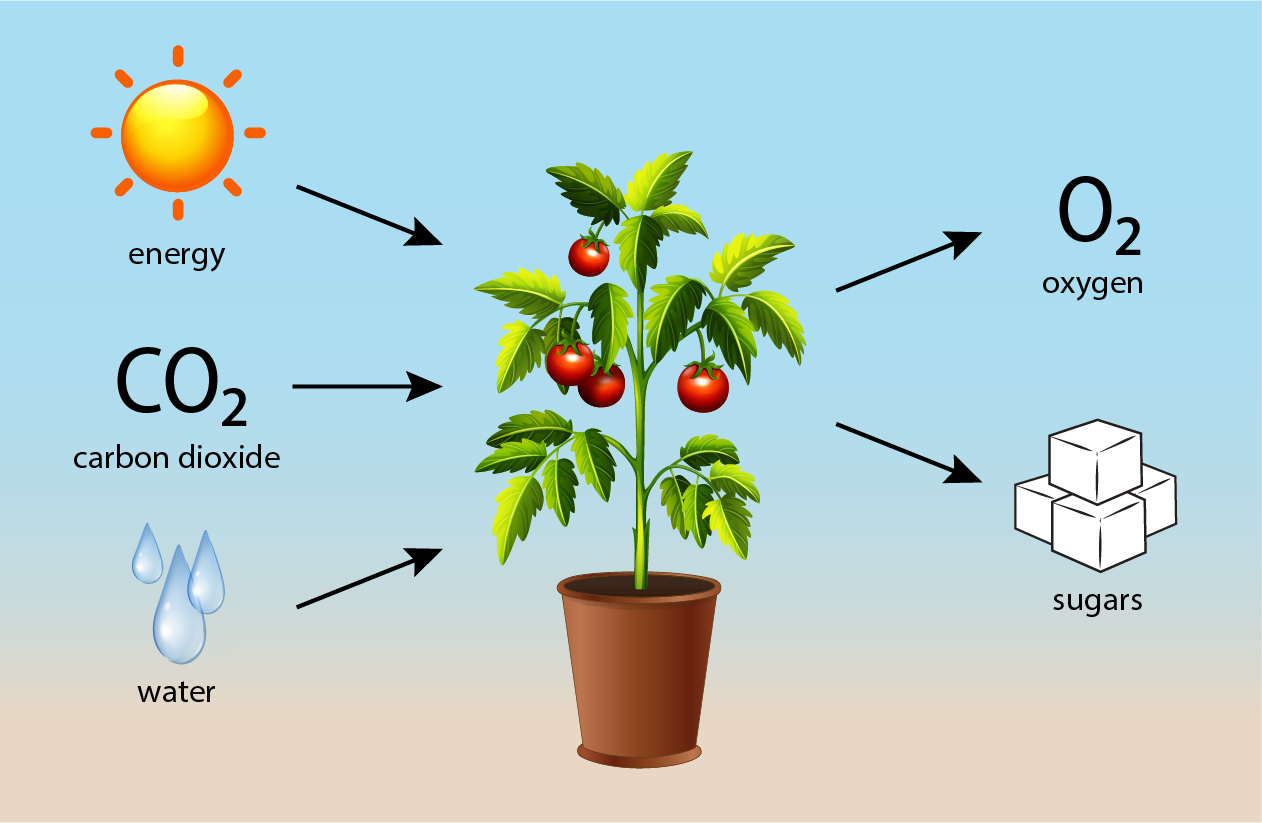 energy
CO₂
carbon dioxide
water
O₂
oxygen
sugars